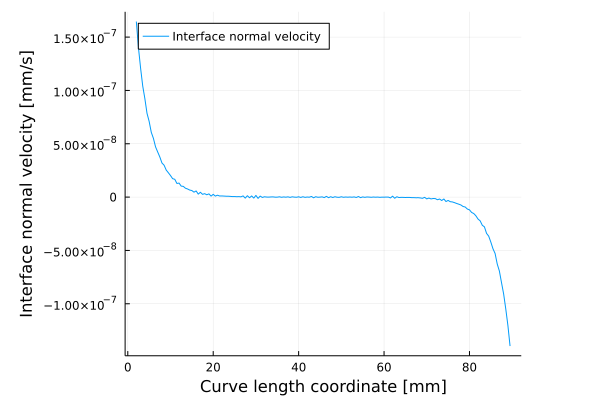 Interface normal velocity
Interface normal velocity [mm/s]
1.50×10⁻⁷
1.00×10⁻⁷
5.00×10⁻⁸
0
−5.00×10⁻⁸
−1.00×10⁻⁷
0 20 40 60 80
Curve length coordinate [mm]